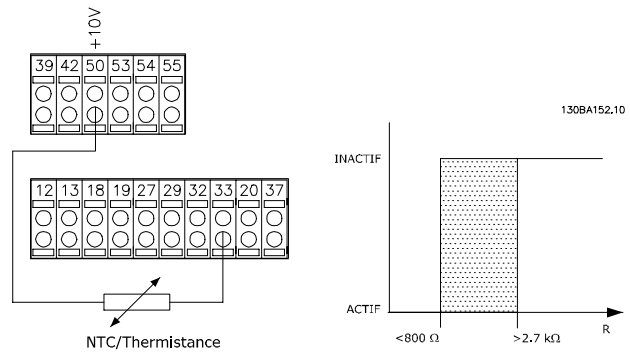 +10V
39 42 50 53 54 55
12 13 18 19 27 29 32 33 20 37
NTC/Thermistance
130BA152.10
INACTIF
ACTIF
<800 Ω >2.7 kΩ
R